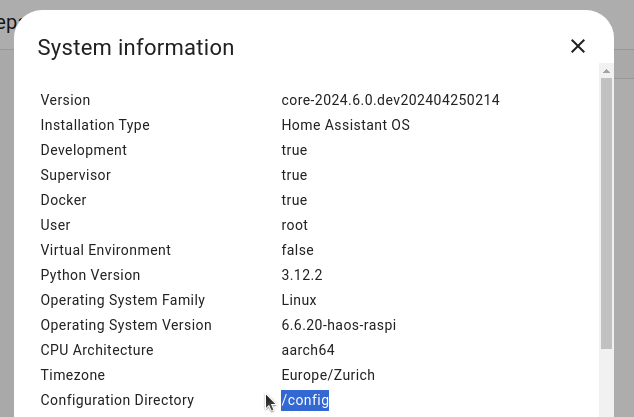 System information
Version core-2024.6.0.dev202404250214
Installation Type Home Assistant OS
Development true
Supervisor true
Docker true
User root
Virtual Environment false
Python Version 3.12.2
Operating System Family Linux
Operating System Version 6.6.20-haos-raspi
CPU Architecture aarch64
Timezone Europe/Zurich
Configuration Directory /config